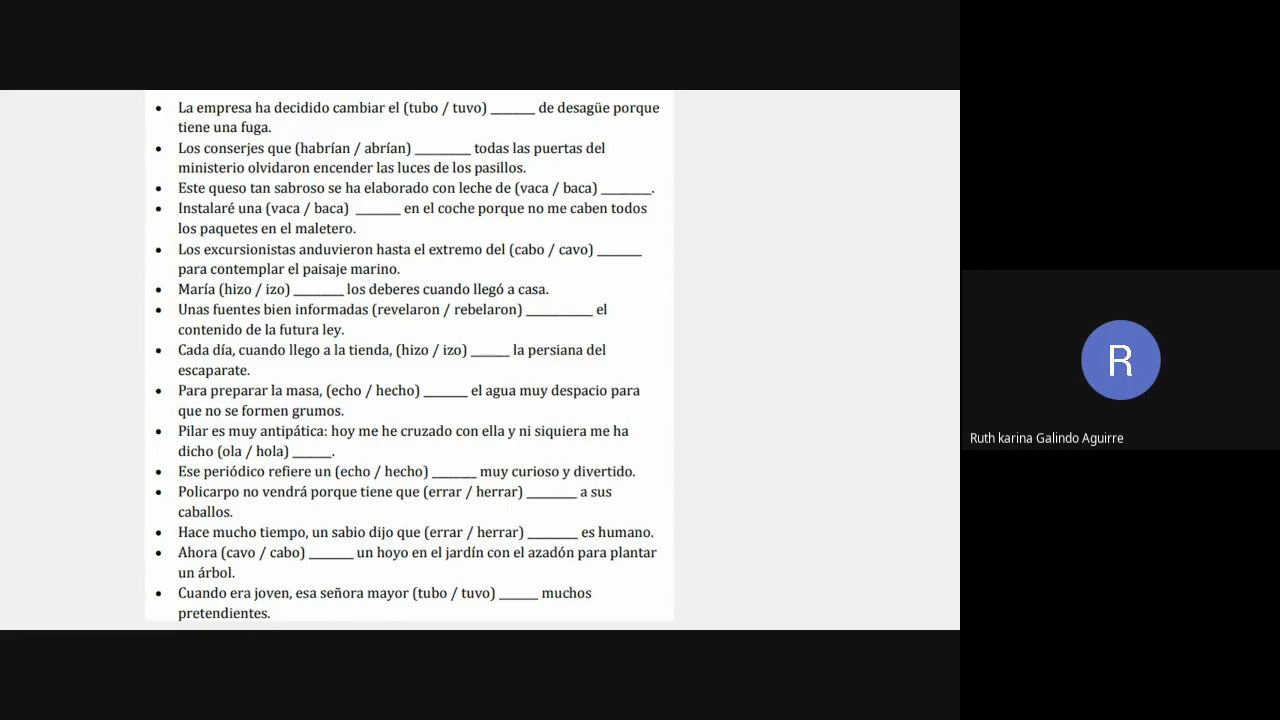 • La empresa ha decidido cambiar el (tubo / tuvo) ______ de desagüe porque
tiene una fuga.
• Los conserjes que (habrían / abrían) ________ todas las puertas del
ministerio olvidaron encender las luces de los pasillos.
• Este queso tan sabroso se ha elaborado con leche de (vaca / baca) _______.
• Instalaré una (vaca / baca) ______ en el coche porque no me caben todos
los paquetes en el maletero.
• Los excursionistas anduvieron hasta el extremo del (cabo / cavo) ______
para contemplar el paisaje marino.
• María (hizo / izo) _______ los deberes cuando llegó a casa.
• Unas fuentes bien informadas (revelaron / rebelaron) _________ el
contenido de la futura ley.
• Cada día, cuando llego a la tienda, (hizo / izo) _____ la persiana del
escaparate.
• Para preparar la masa, (echo / hecho) ______ el agua muy despacio para
que no se formen grumos.
• Pilar es muy antipática: hoy me he cruzado con ella y ni siquiera me ha
dicho (ola / hola) _____.
• Ese periódico refiere un (echo / hecho) ______ muy curioso y divertido.
• Policarpo no vendrá porque tiene que (errar / herrar) _______ a sus
caballos.
• Hace mucho tiempo, un sabio dijo que (errar / herrar) _______ es humano.
• Ahora (cavo / cabo) ______ un hoyo en el jardín con el azadón para plantar
un árbol.
• Cuando era joven, esa señora mayor (tubo / tuvo) _____ muchos
pretendientes.
R
Ruth karina Galindo Aguirre